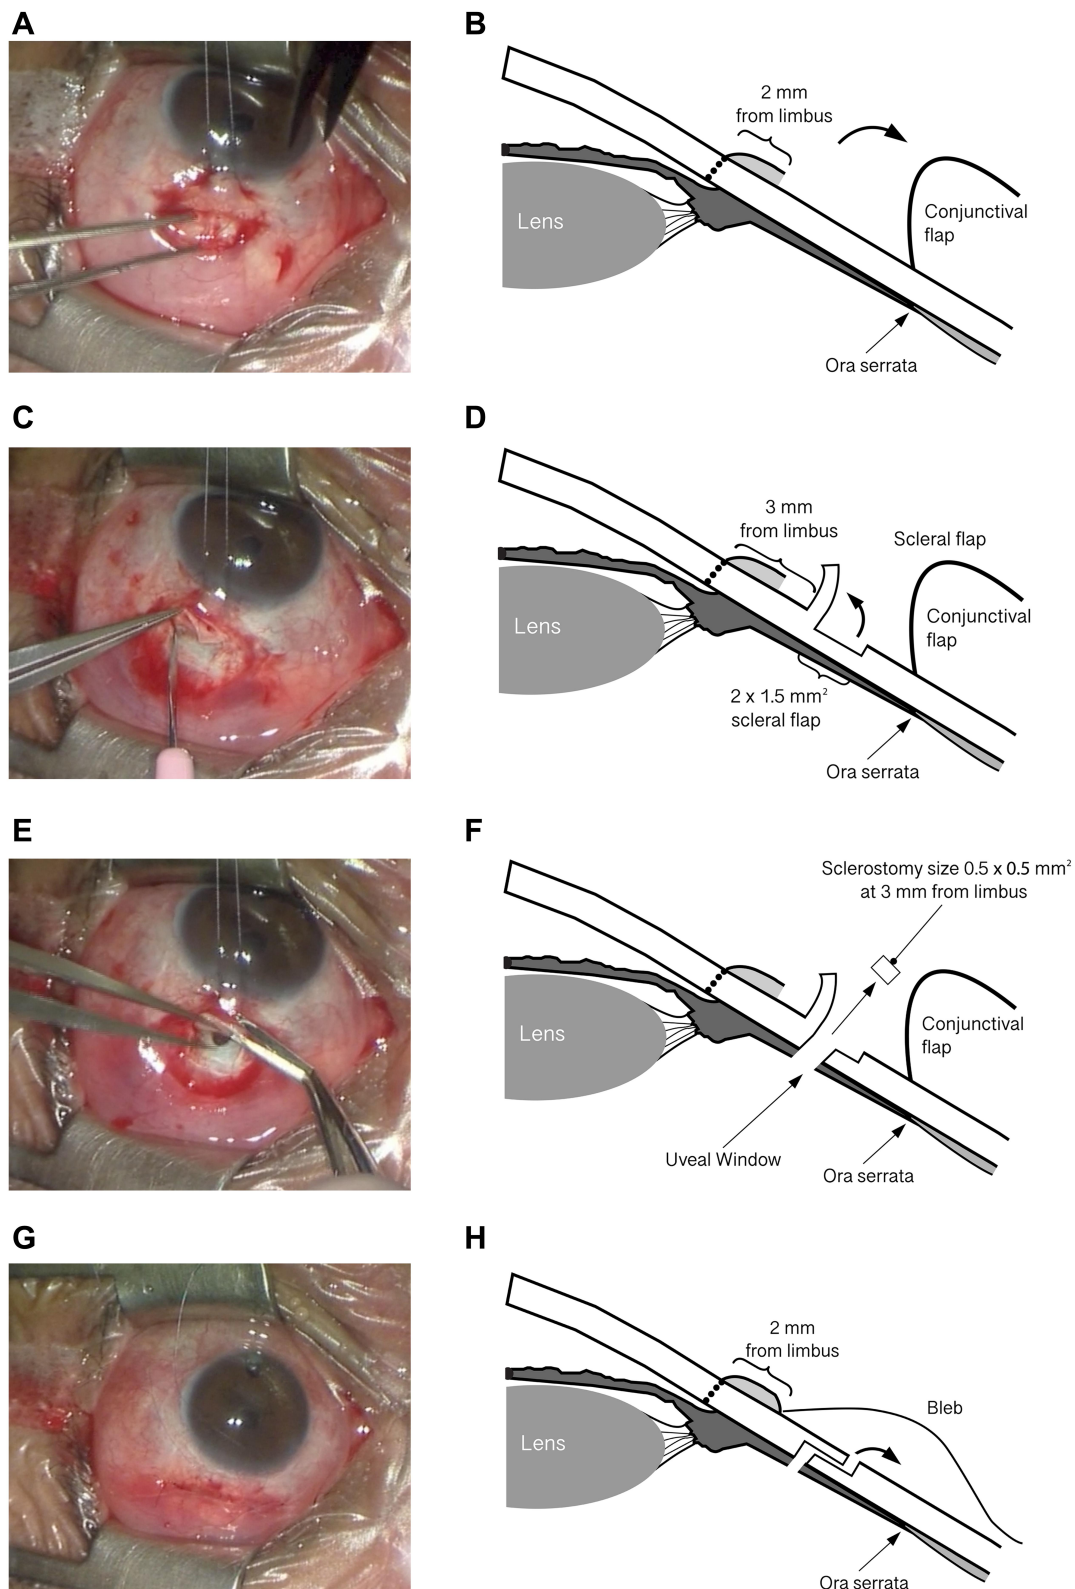 A
B
2 mm
from limbus
Lens
Conjunctival
flap
Ora serrata
C
D
3 mm
from limbus
Scleral flap
Lens
Conjunctival
flap
2 x 1.5 mm²
scleral flap
Ora serrata
E
F
Sclerostomy size 0.5 x 0.5 mm²
at 3 mm from limbus
Lens
Conjunctival
flap
Uveal Window
Ora serrata
G
H
2 mm
from limbus
Bleb
Lens
Ora serrata